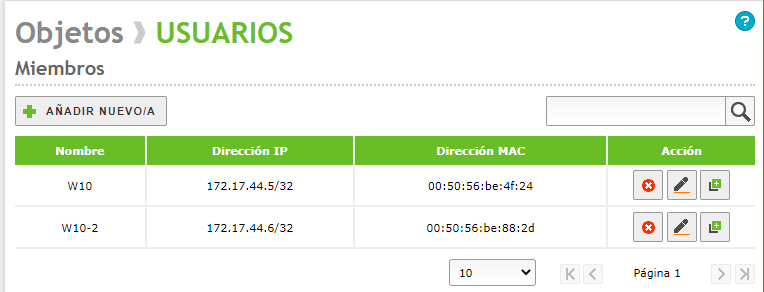 Objetos USUARIOS
?
Miembros
AÑADIR NUEVO/A
Nombre Dirección IP Dirección MAC Acción
W10 172.17.44.5/32 00:50:56:be:4f:24
W10-2 172.17.44.6/32 00:50:56:be:88:2d
10 Página 1